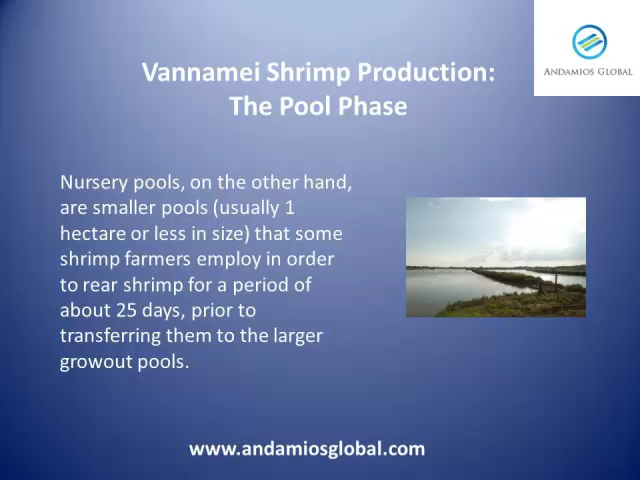 ANDAMIOS GLOBAL
Vannamei Shrimp Production:
The Pool Phase
Nursery pools, on the other hand,
are smaller pools (usually 1
hectare or less in size) that some
shrimp farmers employ in order
to rear shrimp for a period of
about 25 days, prior to
transferring them to the larger
growout pools.
www.andamiosglobal.com